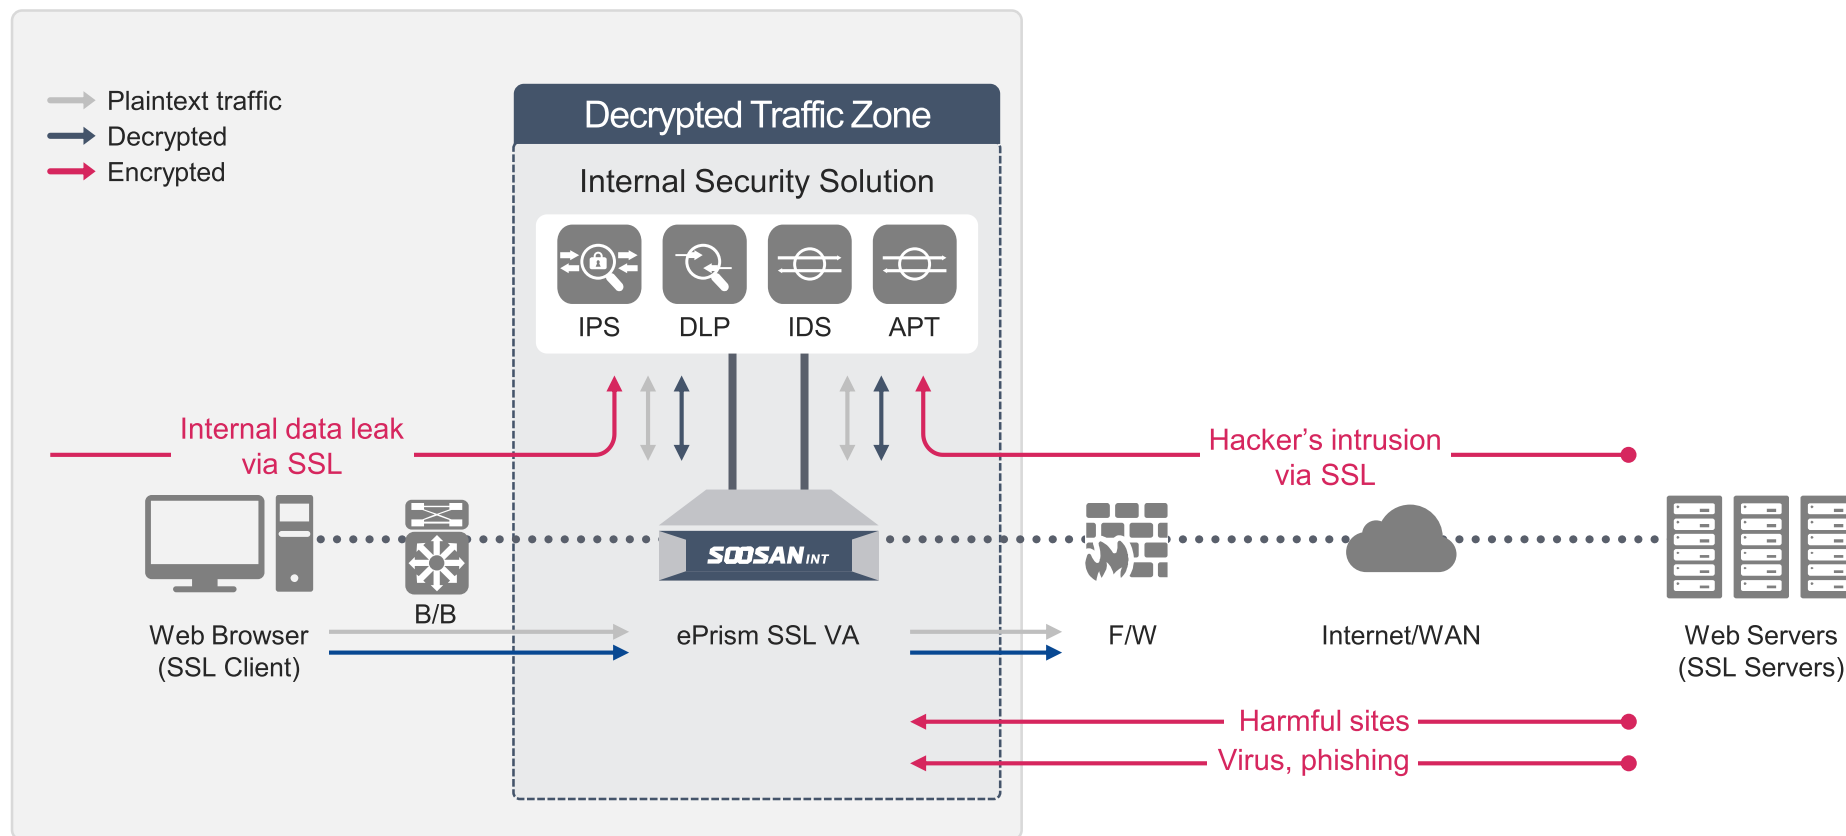 Plaintext traffic
Decrypted
Encrypted
Decrypted Traffic Zone
Internal Security Solution
IPS
DLP
IDS
APT
Internal data leak
via SSL
Hacker’s intrusion
via SSL
SOOSAN INT
B/B
Web Browser
(SSL Client)
ePrism SSL VA
F/W
Internet/WAN
Web Servers
(SSL Servers)
Harmful sites
Virus, phishing